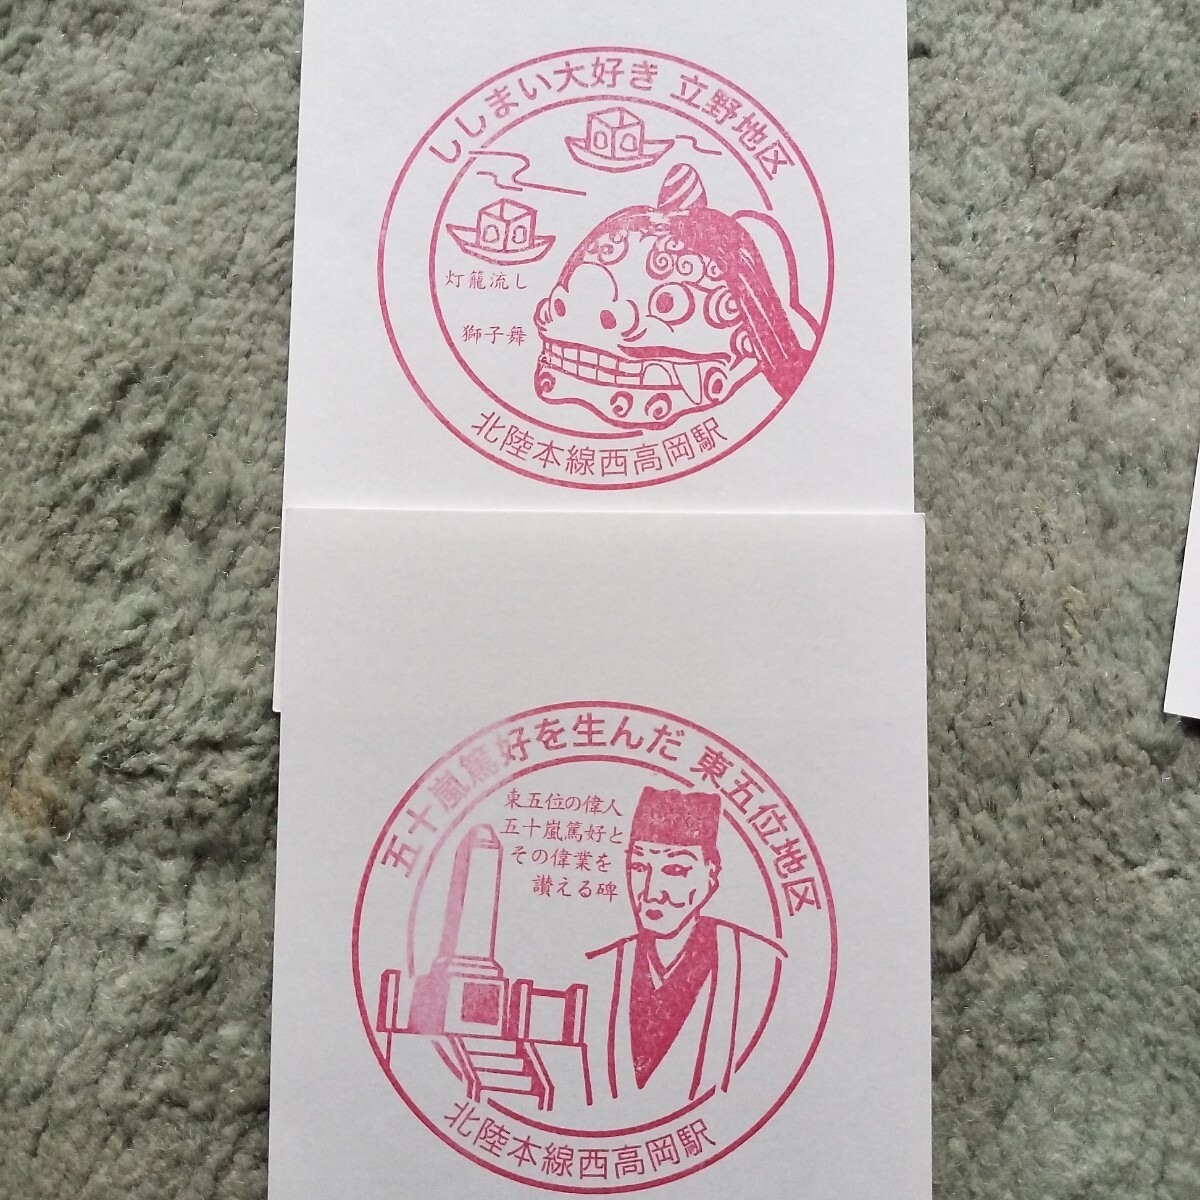 ししまい大好き 立野地区
灯籠流し
獅子舞
北陸本線西高岡駅
五十嵐篤好を生んだ 東五位地区
東五位の偉人
五十嵐篤好と
その偉業を
讃える碑
北陸本線西高岡駅